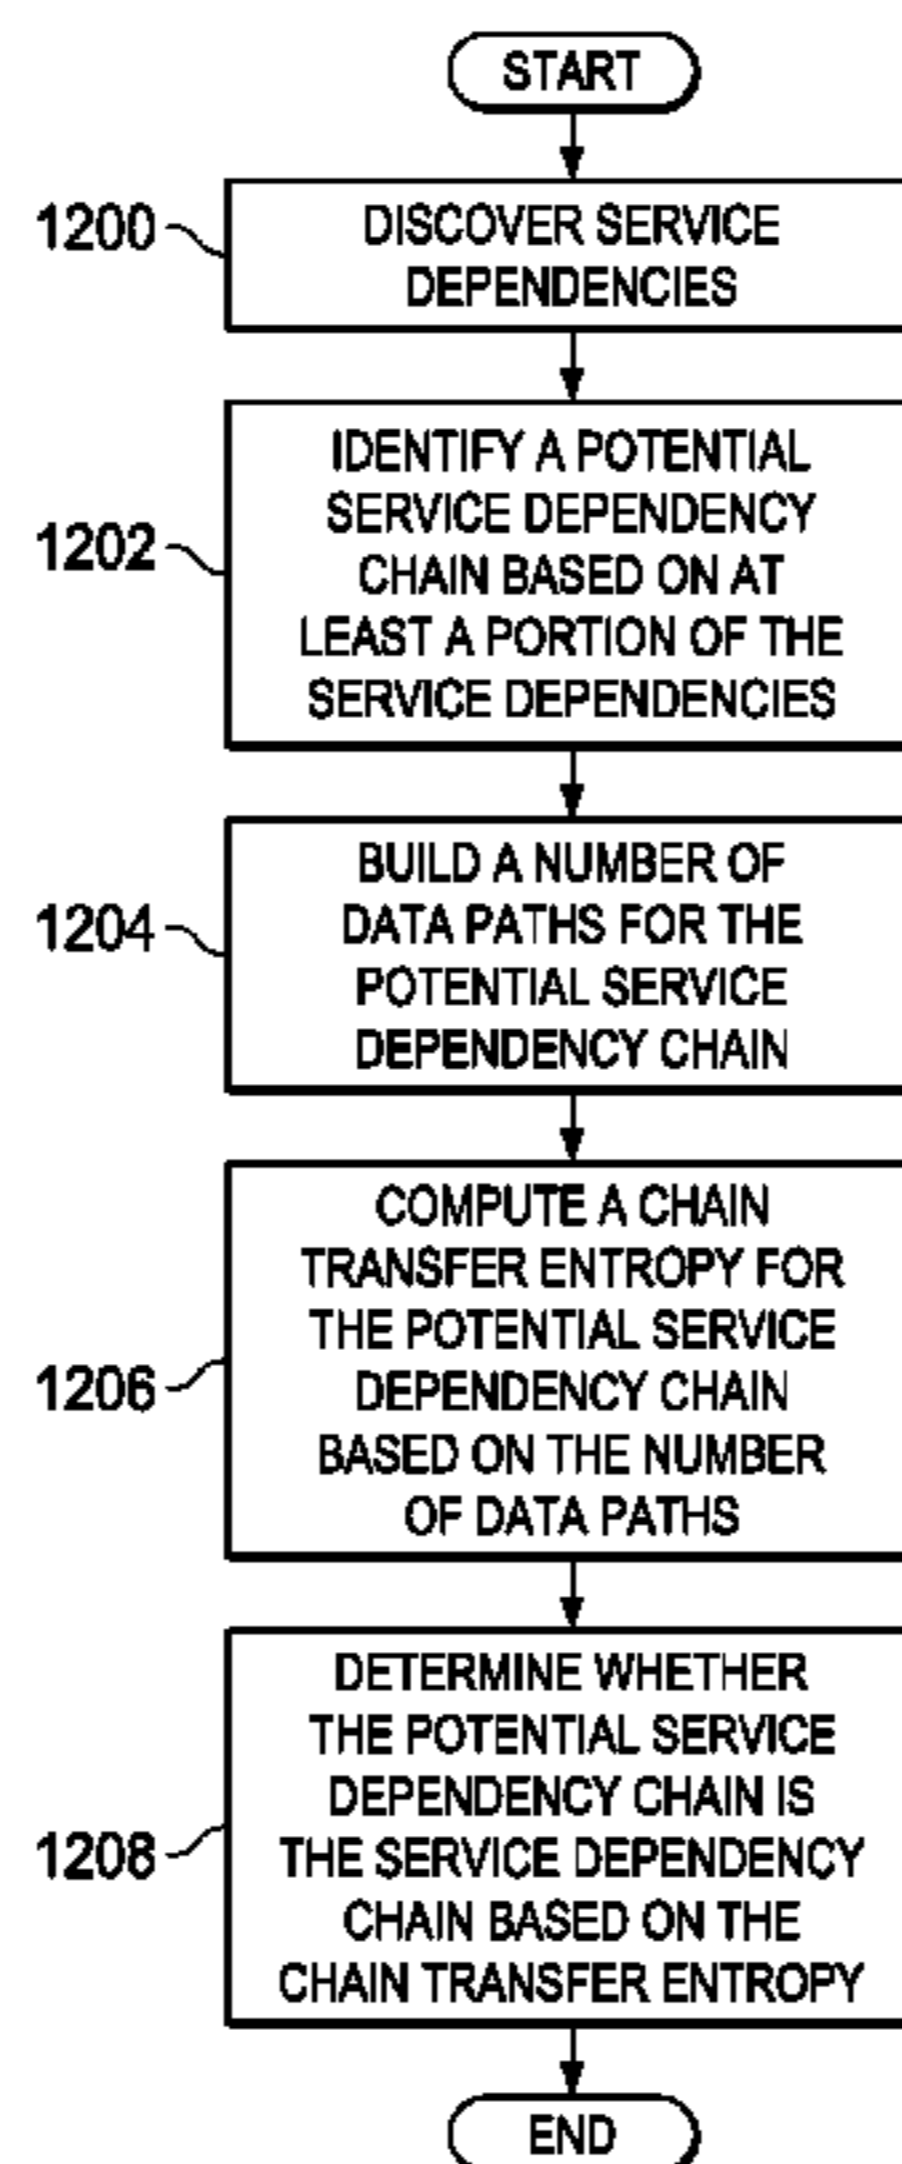 START
1200
DISCOVER SERVICE
DEPENDENCIES
1202
IDENTIFY A POTENTIAL
SERVICE DEPENDENCY
CHAIN BASED ON AT
LEAST A PORTION OF THE
SERVICE DEPENDENCIES
1204
BUILD A NUMBER OF
DATA PATHS FOR THE
POTENTIAL SERVICE
DEPENDENCY CHAIN
1206
COMPUTE A CHAIN
TRANSFER ENTROPY FOR
THE POTENTIAL SERVICE
DEPENDENCY CHAIN
BASED ON THE NUMBER
OF DATA PATHS
1208
DETERMINE WHETHER
THE POTENTIAL SERVICE
DEPENDENCY CHAIN IS
THE SERVICE DEPENDENCY
CHAIN BASED ON THE
CHAIN TRANSFER ENTROPY
END